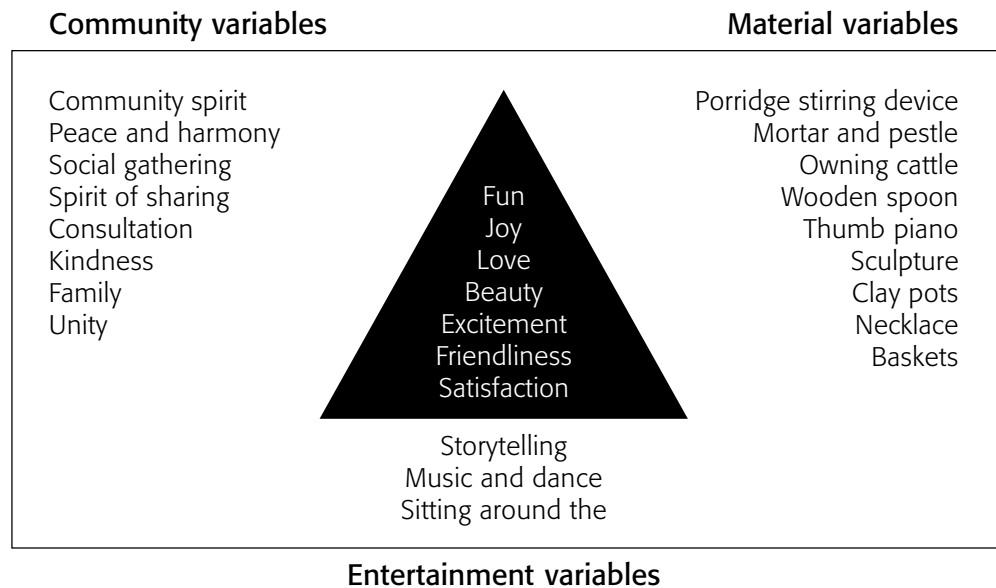 Community variables
Material variables
Community spirit
Peace and harmony
Social gathering
Spirit of sharing
Consultation
Kindness
Family
Unity
Fun
Joy
Love
Beauty
Excitement
Friendliness
Satisfaction
Porridge stirring device
Mortar and pestle
Owning cattle
Wooden spoon
Thumb piano
Sculpture
Clay pots
Necklace
Baskets
Storytelling
Music and dance
Sitting around the
Entertainment variables